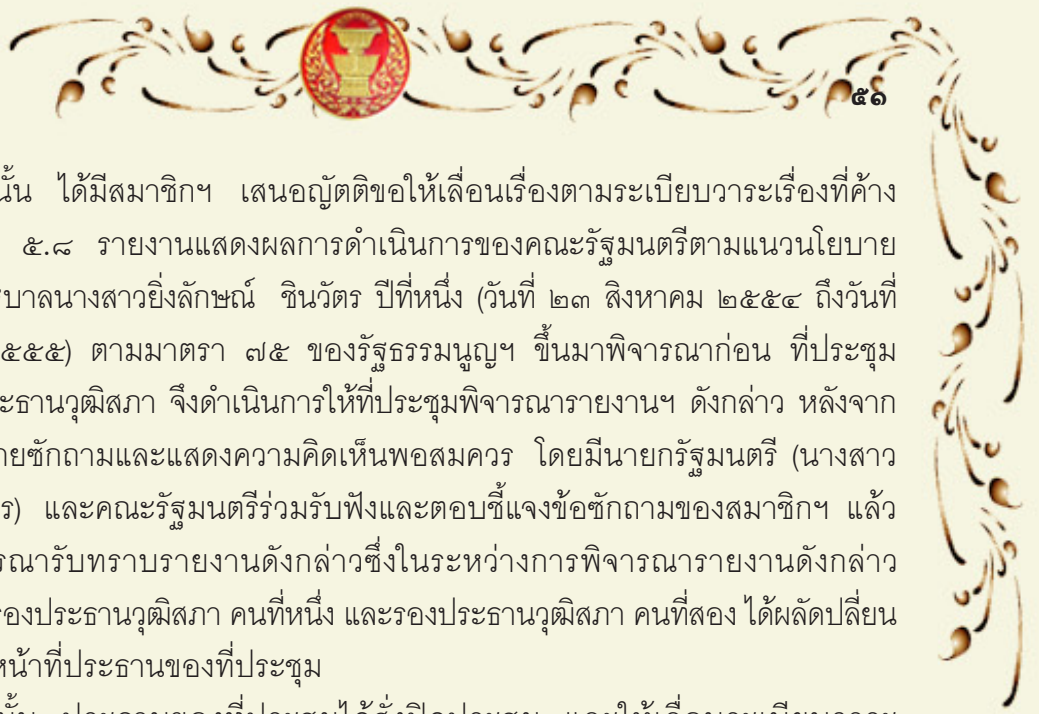 ๕๑
นั้น ได้มีสมาชิกฯ เสนอญัตติขอให้เลื่อนเรื่องตามระเบียบวาระเรื่องที่ค้าง
๕.๘ รายงานแสดงผลการดำเนินการของคณะรัฐมนตรีตามแนวนโยบาย
บาลนางสาวยิ่งลักษณ์ ชินวัตร ปีที่หนึ่ง (วันที่ ๒๓ สิงหาคม ๒๕๕๔ ถึงวันที่
๕๕๕) ตามมาตรา ๗๕ ของรัฐธรรมนูญฯ ขึ้นมาพิจารณาก่อน ที่ประชุม
ะธานวุฒิสภา จึงดำเนินการให้ที่ประชุมพิจารณารายงานฯ ดังกล่าว หลังจาก
ายซักถามและแสดงความคิดเห็นพอสมควร โดยมีนายกรัฐมนตรี (นางสาว
ร) และคณะรัฐมนตรีร่วมรับฟังและตอบชี้แจงข้อซักถามของสมาชิกฯ แล้ว
รณารับทราบรายงานดังกล่าวซึ่งในระหว่างการพิจารณารายงานดังกล่าว
รองประธานวุฒิสภา คนที่หนึ่ง และรองประธานวุฒิสภา คนที่สอง ได้ผลัดเปลี่ยน
หน้าที่ประธานของที่ประชุม